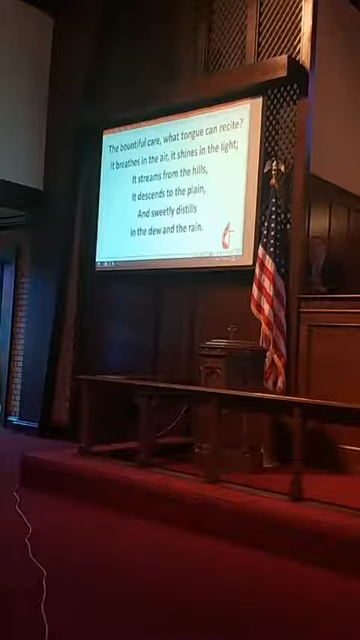 The bountiful care, what tongue can recite?
It breathes in the air, it shines in the light;
It streams from the hills,
It descends to the plain,
And sweetly distills
in the dew and the rain.